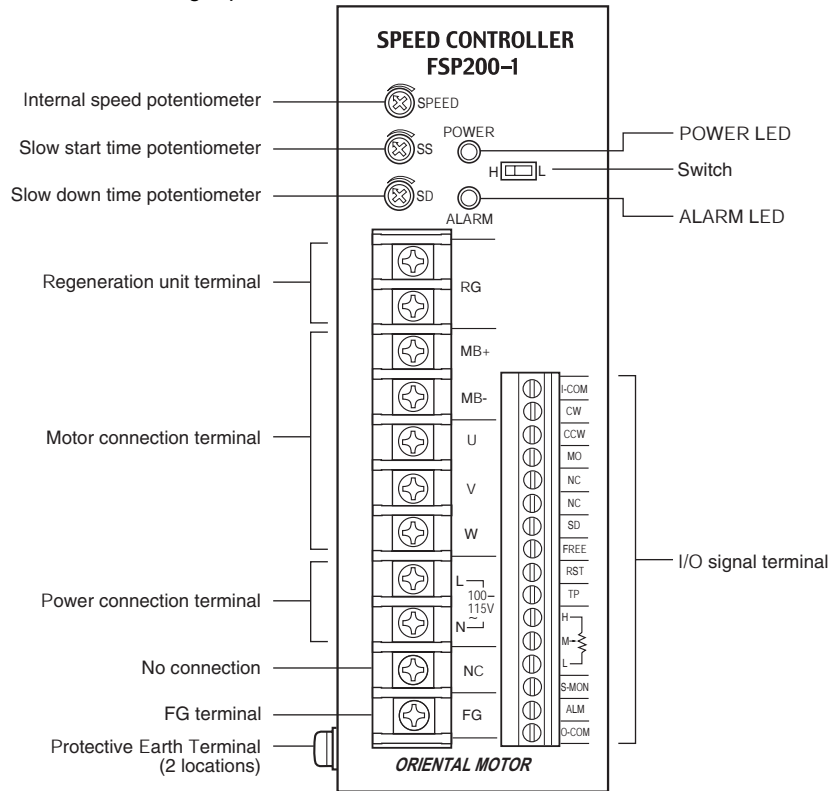 SPEED CONTROLLER
FSP200–1
Internal speed potentiometer
SPEED
Slow start time potentiometer
SS
POWER
POWER LED
H
L
Switch
Slow down time potentiometer
SD
ALARM
ALARM LED
Regeneration unit terminal
RG
Motor connection terminal
MB+
MB-
U
V
W
Power connection terminal
L
100–
115V
~
N
No connection
NC
FG terminal
FG
Protective Earth Terminal
(2 locations)
I-COM
CW
CCW
MO
NC
NC
SD
FREE
RST
TP
H
M
L
S-MON
ALM
O-COM
I/O signal terminal
ORIENTAL MOTOR